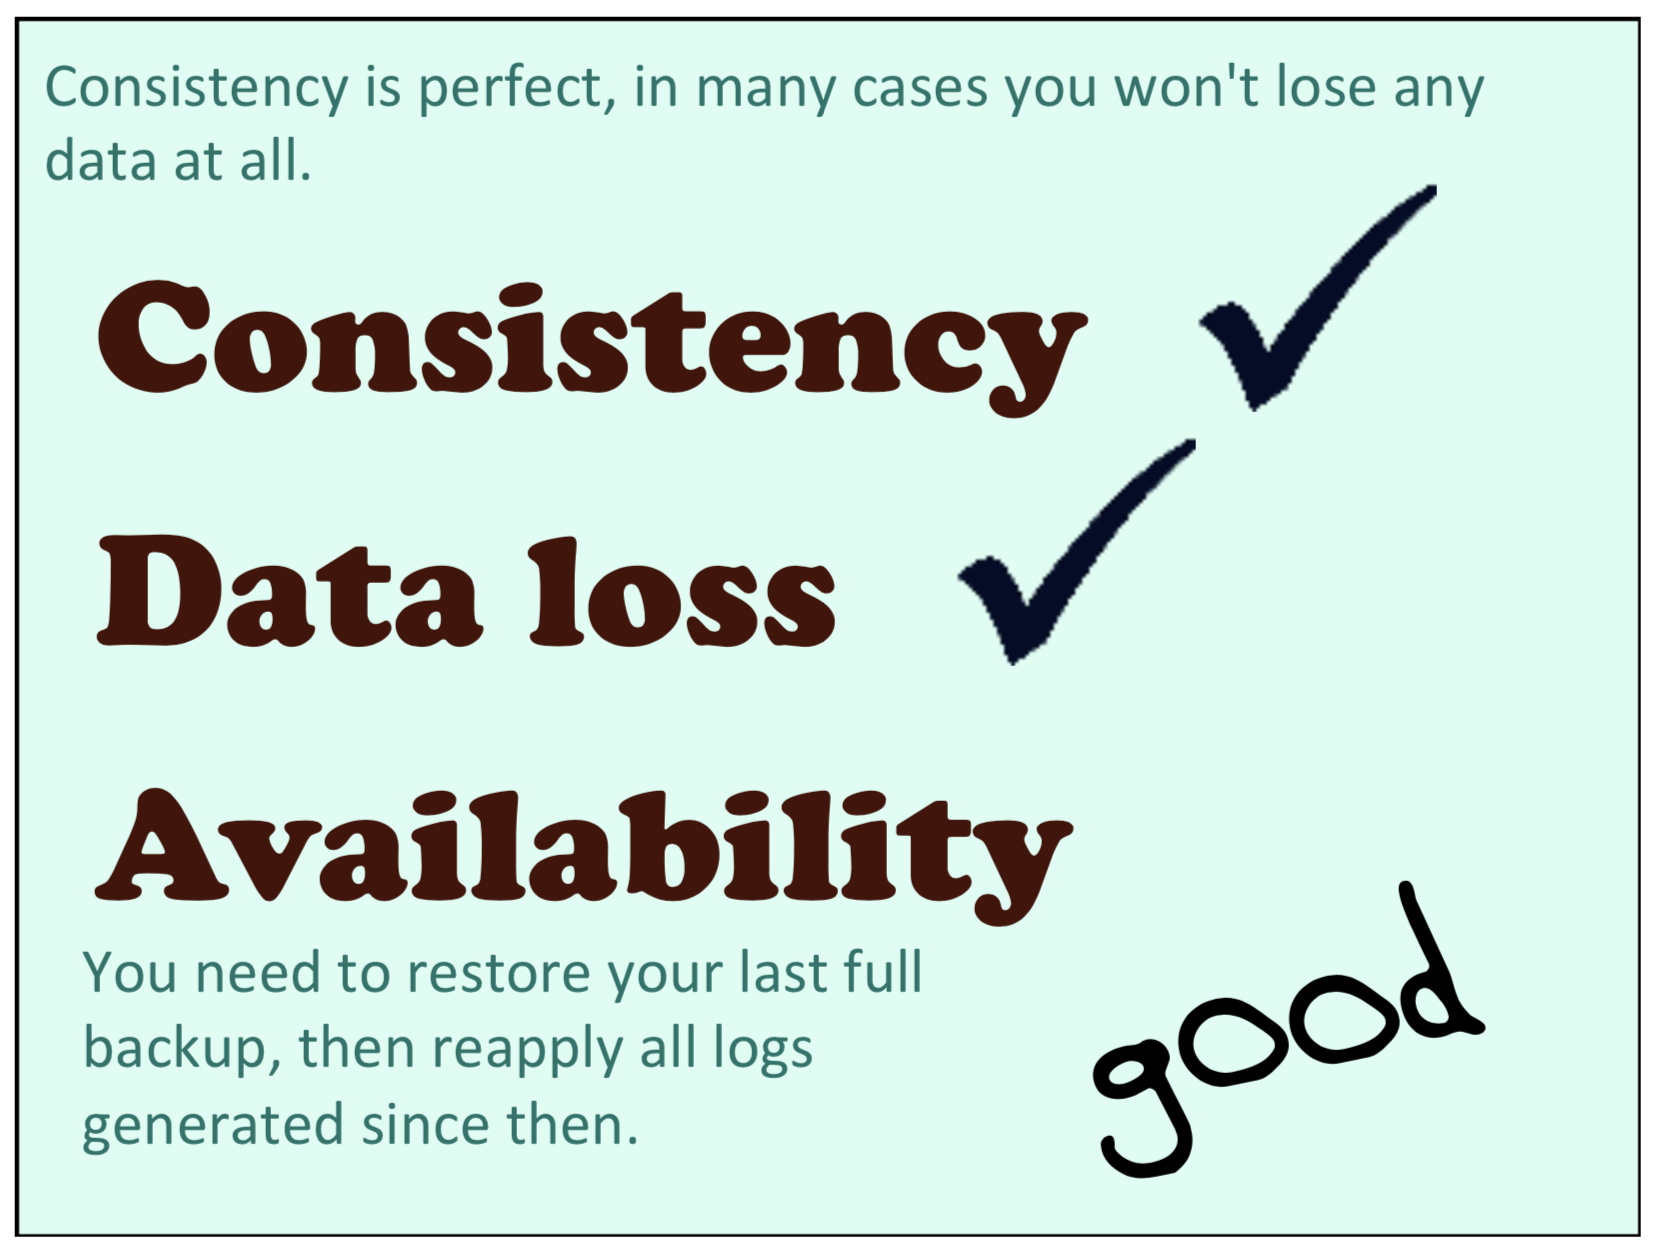 Consistency is perfect, in many cases you won't lose any
data at all.
Consistency
Data loss
Availability
You need to restore your last full
backup, then reapply all logs
generated since then.
good